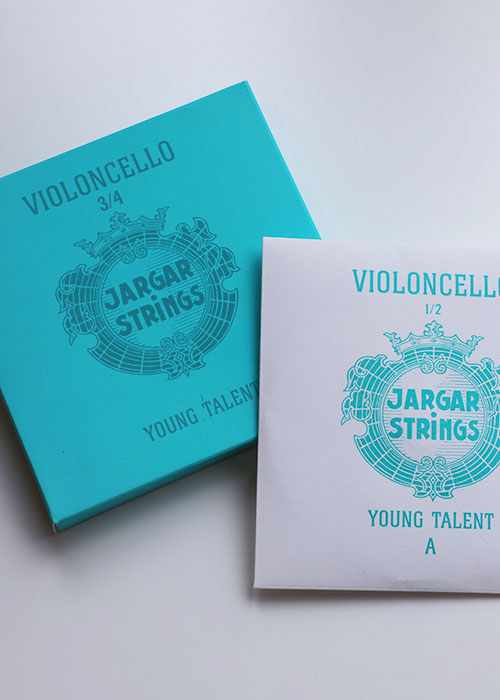 VIOLONCELLO
3/4
JARGAR
STRiNGS
YOUNG TALENT
VIOLONCELLO
1/2
JARGAR
STRiNGS
YOUNG TALENT
A